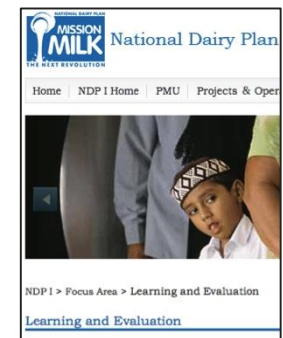 NATIONAL DAIRY PLAN
MISSION
MILK
THE NEXT REVOLUTION
National Dairy Plan
Home NDP I Home PMU Projects & Oper
NDP I > Focus Area > Learning and Evaluation
Learning and Evaluation